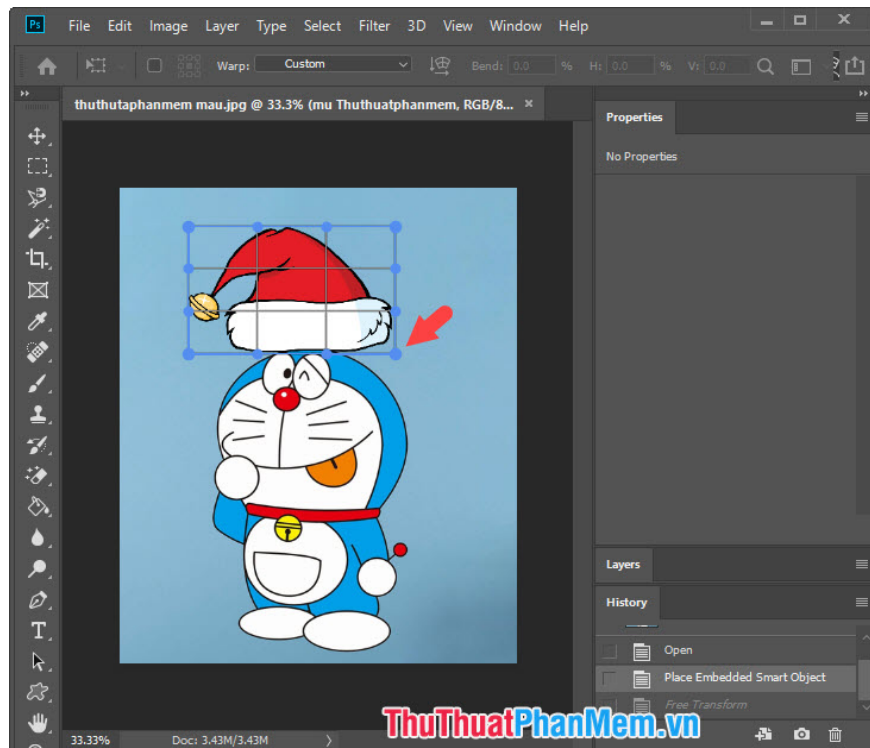 Ps File Edit Image Layer Type Select Filter 3D View Window Help
Warp: Custom Bend: 0.0 % H: 0.0 % V: 0.0
thuthutaphanmem mau.jpg @ 33.3% (mu Thuthuatphanmem, RGB/8... ×
Properties
No Properties
Layers
History
Open
Place Embedded Smart Object
Free Transform
33.33% Doc: 3.43M/3.43M
ThuThuatPhanMem.vn